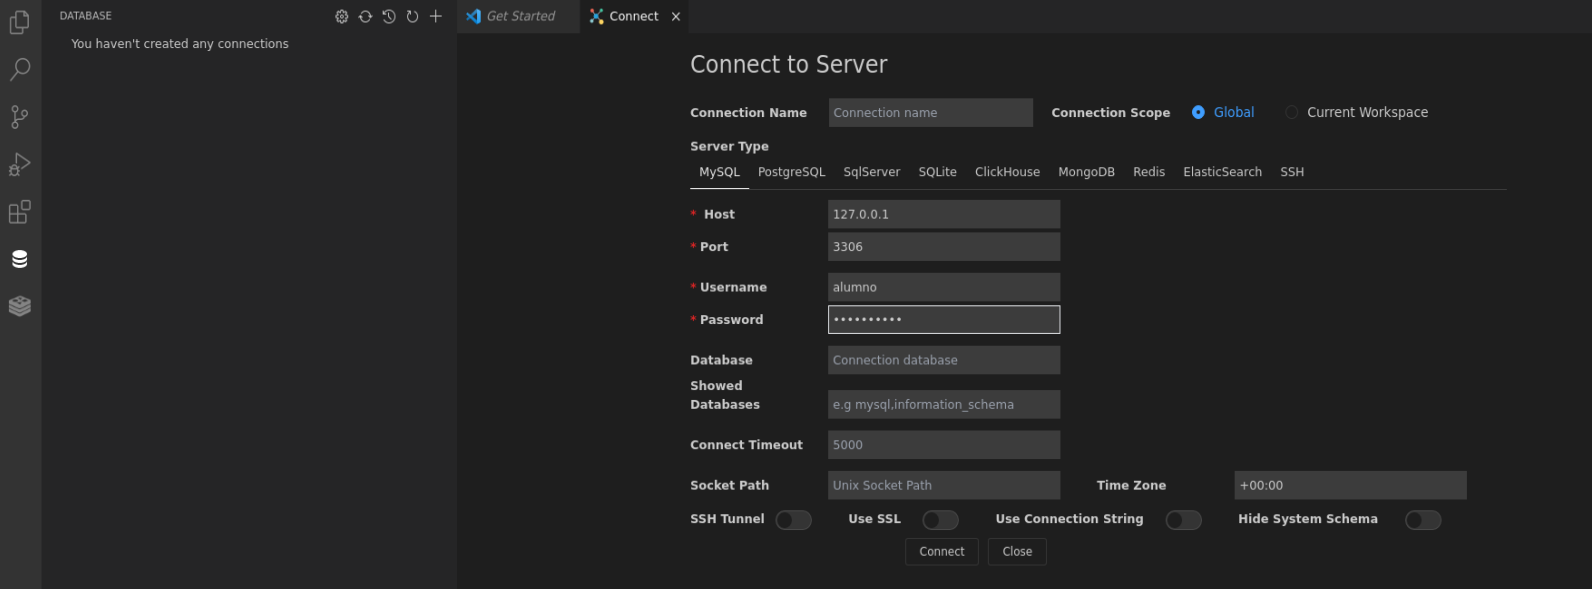 DATABASE
You haven't created any connections
Get Started
Connect
Connect to Server
Connection Name Connection name Connection Scope Global Current Workspace
Server Type
MySQL PostgreSQL SqlServer SQLite ClickHouse MongoDB Redis ElasticSearch SSH
* Host 127.0.0.1
* Port 3306
* Username alumno
* Password ••••••••••
Database Connection database
Showed
Databases e.g mysql,information_schema
Connect Timeout 5000
Socket Path Unix Socket Path Time Zone +00:00
SSH Tunnel Use SSL Use Connection String Hide System Schema
Connect Close